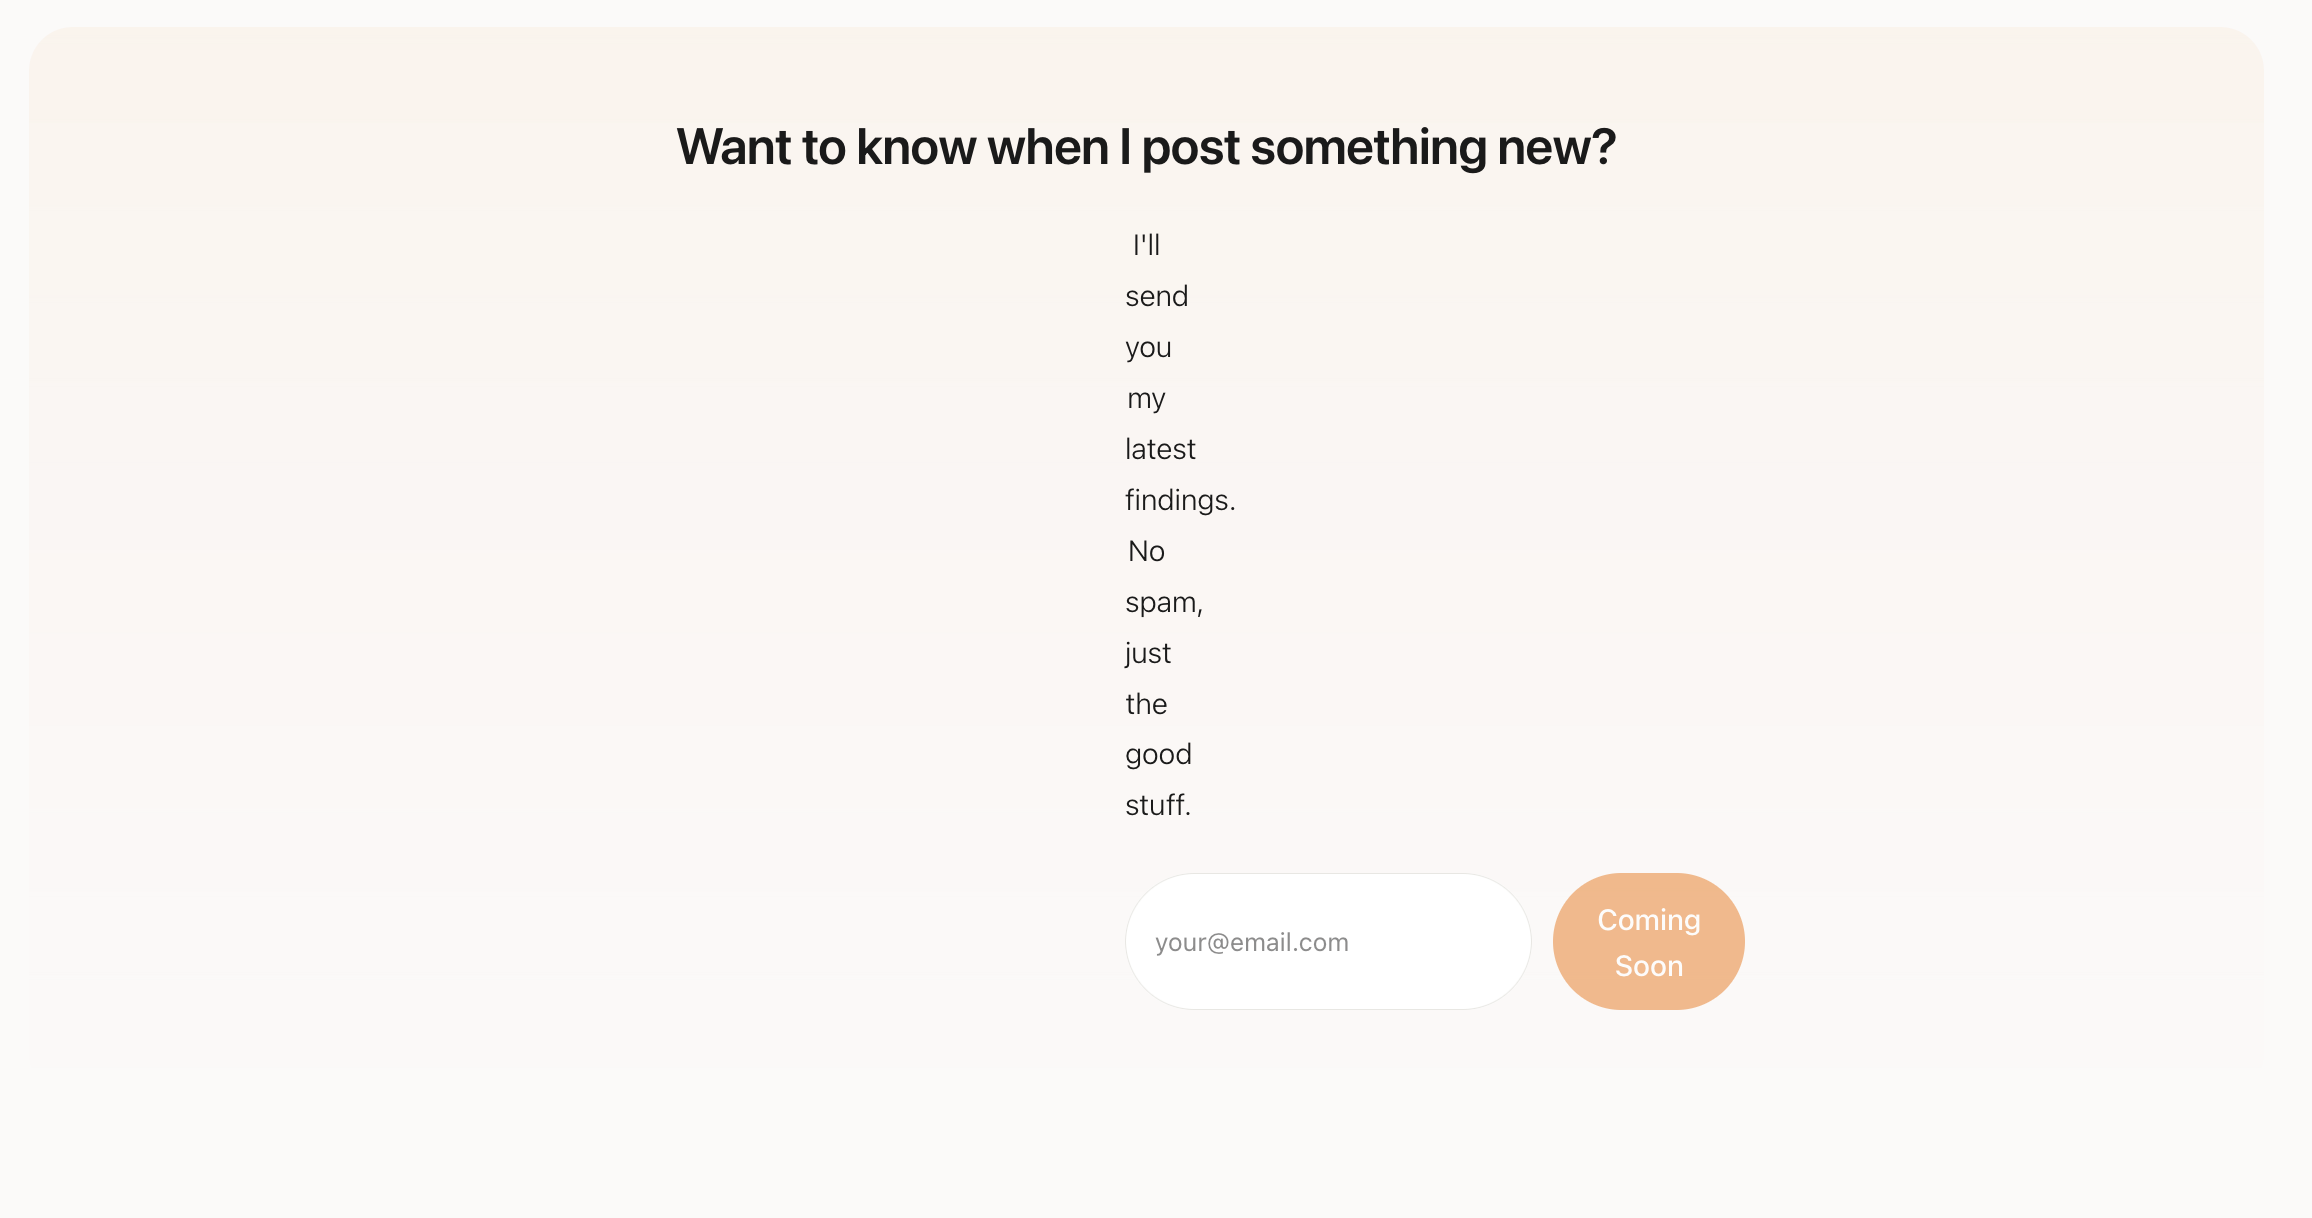 Want to know when I post something new?
I'll
send
you
my
latest
findings.
No
spam,
just
the
good
stuff.
your@email.com
Coming
Soon